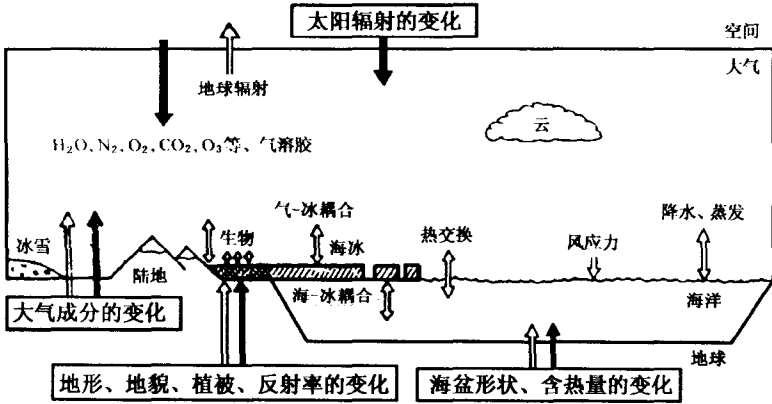 太阳辐射的变化
空间
大气
地球辐射
云
H₂O, N₂, O₂, CO₂, O₃等、气溶胶
气-冰耦合
降水、蒸发
冰雪
生物
海冰
热交换
风应力
陆地
海-冰耦合
海洋
大气成分的变化
地球
地形、地貌、植被、反射率的变化
海盆形状、含热量的变化